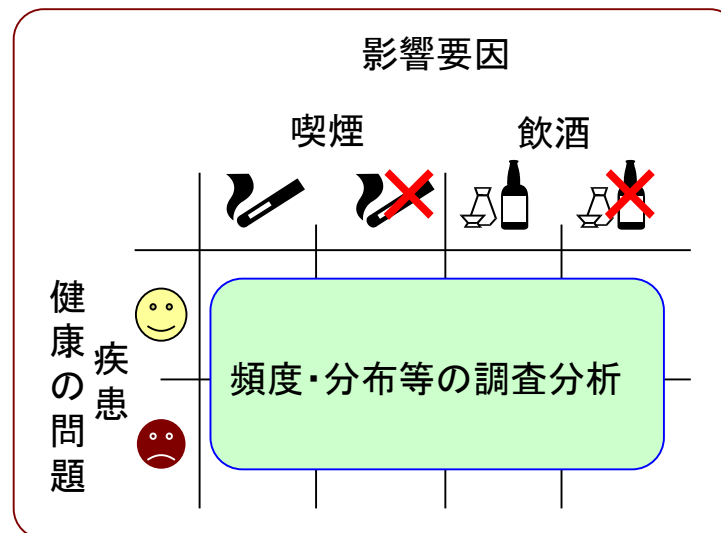 影響要因
喫煙
飲酒
健康の問題
疾患
頻度・分布等の調査分析